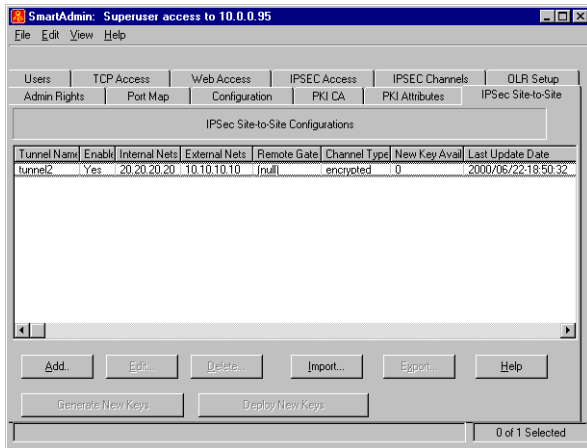 SmartAdmin: Superuser access to 10.0.0.95
File Edit View Help
Users TCP Access Web Access IPSEC Access IPSEC Channels OLR Setup
Admin Rights Port Map Configuration PKI CA PKI Attributes IPSec Site-to-Site
IPSec Site-to-Site Configurations
Tunnel Name Enable Internal Nets External Nets Remote Gate Channel Type New Key Avail Last Update Date
tunnel2 Yes 20.20.20.20 10.10.10.10 [null] encrypted 0 2000/06/22-18:50:32
Add.. Edit... Delete... Import... Export... Help
Generate New Keys Deploy New Keys
0 of 1 Selected